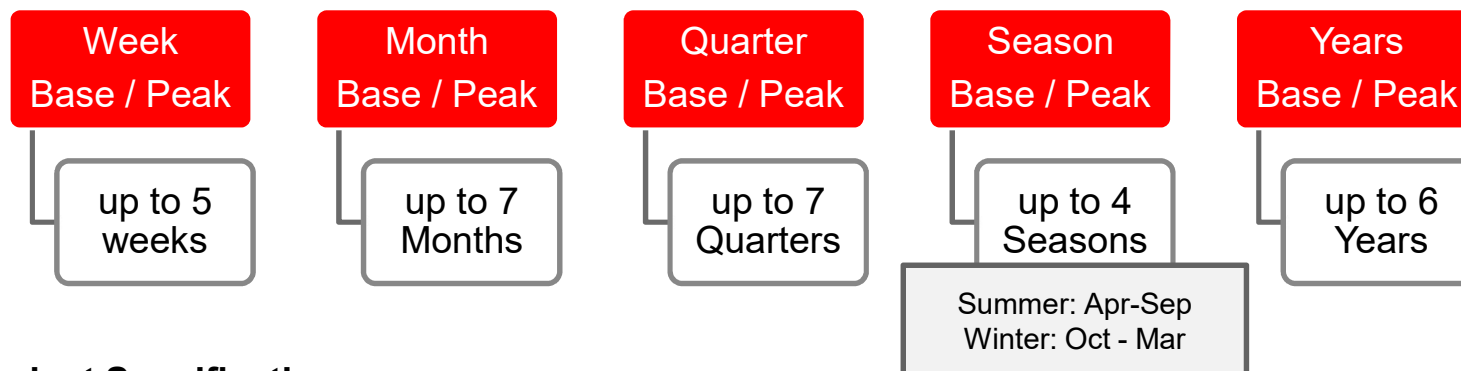 Week
Base / Peak
Month
Base / Peak
Quarter
Base / Peak
Season
Base / Peak
Years
Base / Peak
up to 5
weeks
up to 7
Months
up to 7
Quarters
up to 4
Seasons
up to 6
Years
Summer: Apr-Sep
Winter: Oct - Mar